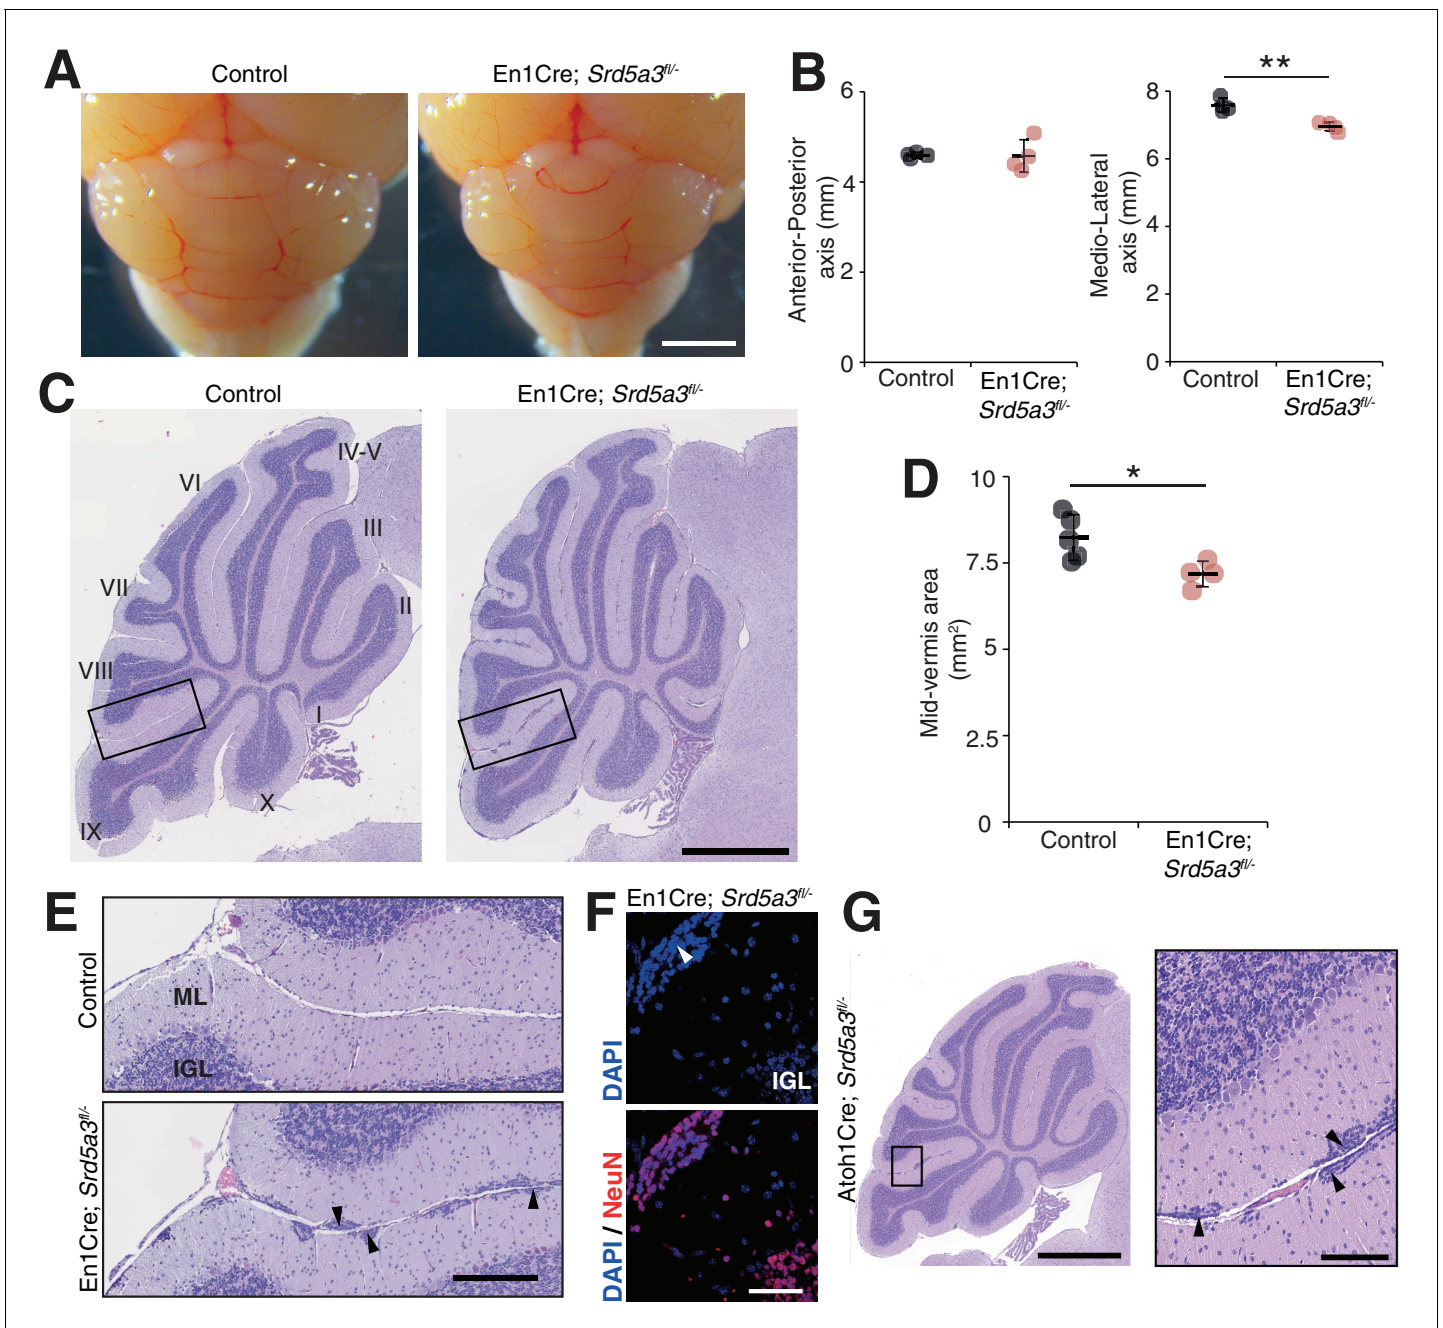 A
Control
En1Cre; Srd5a3fl/-
B
Anterior-Posterior
axis (mm)
6
4
2
0
Control
En1Cre;
Srd5a3fl/-
Medio-Lateral
axis (mm)
**
8
6
4
2
0
Control
En1Cre;
Srd5a3fl/-
C
Control
En1Cre; Srd5a3fl/-
IV-V
VI
III
VII
II
VIII
I
X
IX
D
Mid-vermis area
(mm2)
*
10
7.5
5
2.5
0
Control
En1Cre;
Srd5a3fl/-
E
Control
ML
IGL
En1Cre; Srd5a3fl/-
F
En1Cre; Srd5a3fl/-
DAPI
IGL
DAPI / NeuN
G
Atoh1Cre; Srd5a3fl/-